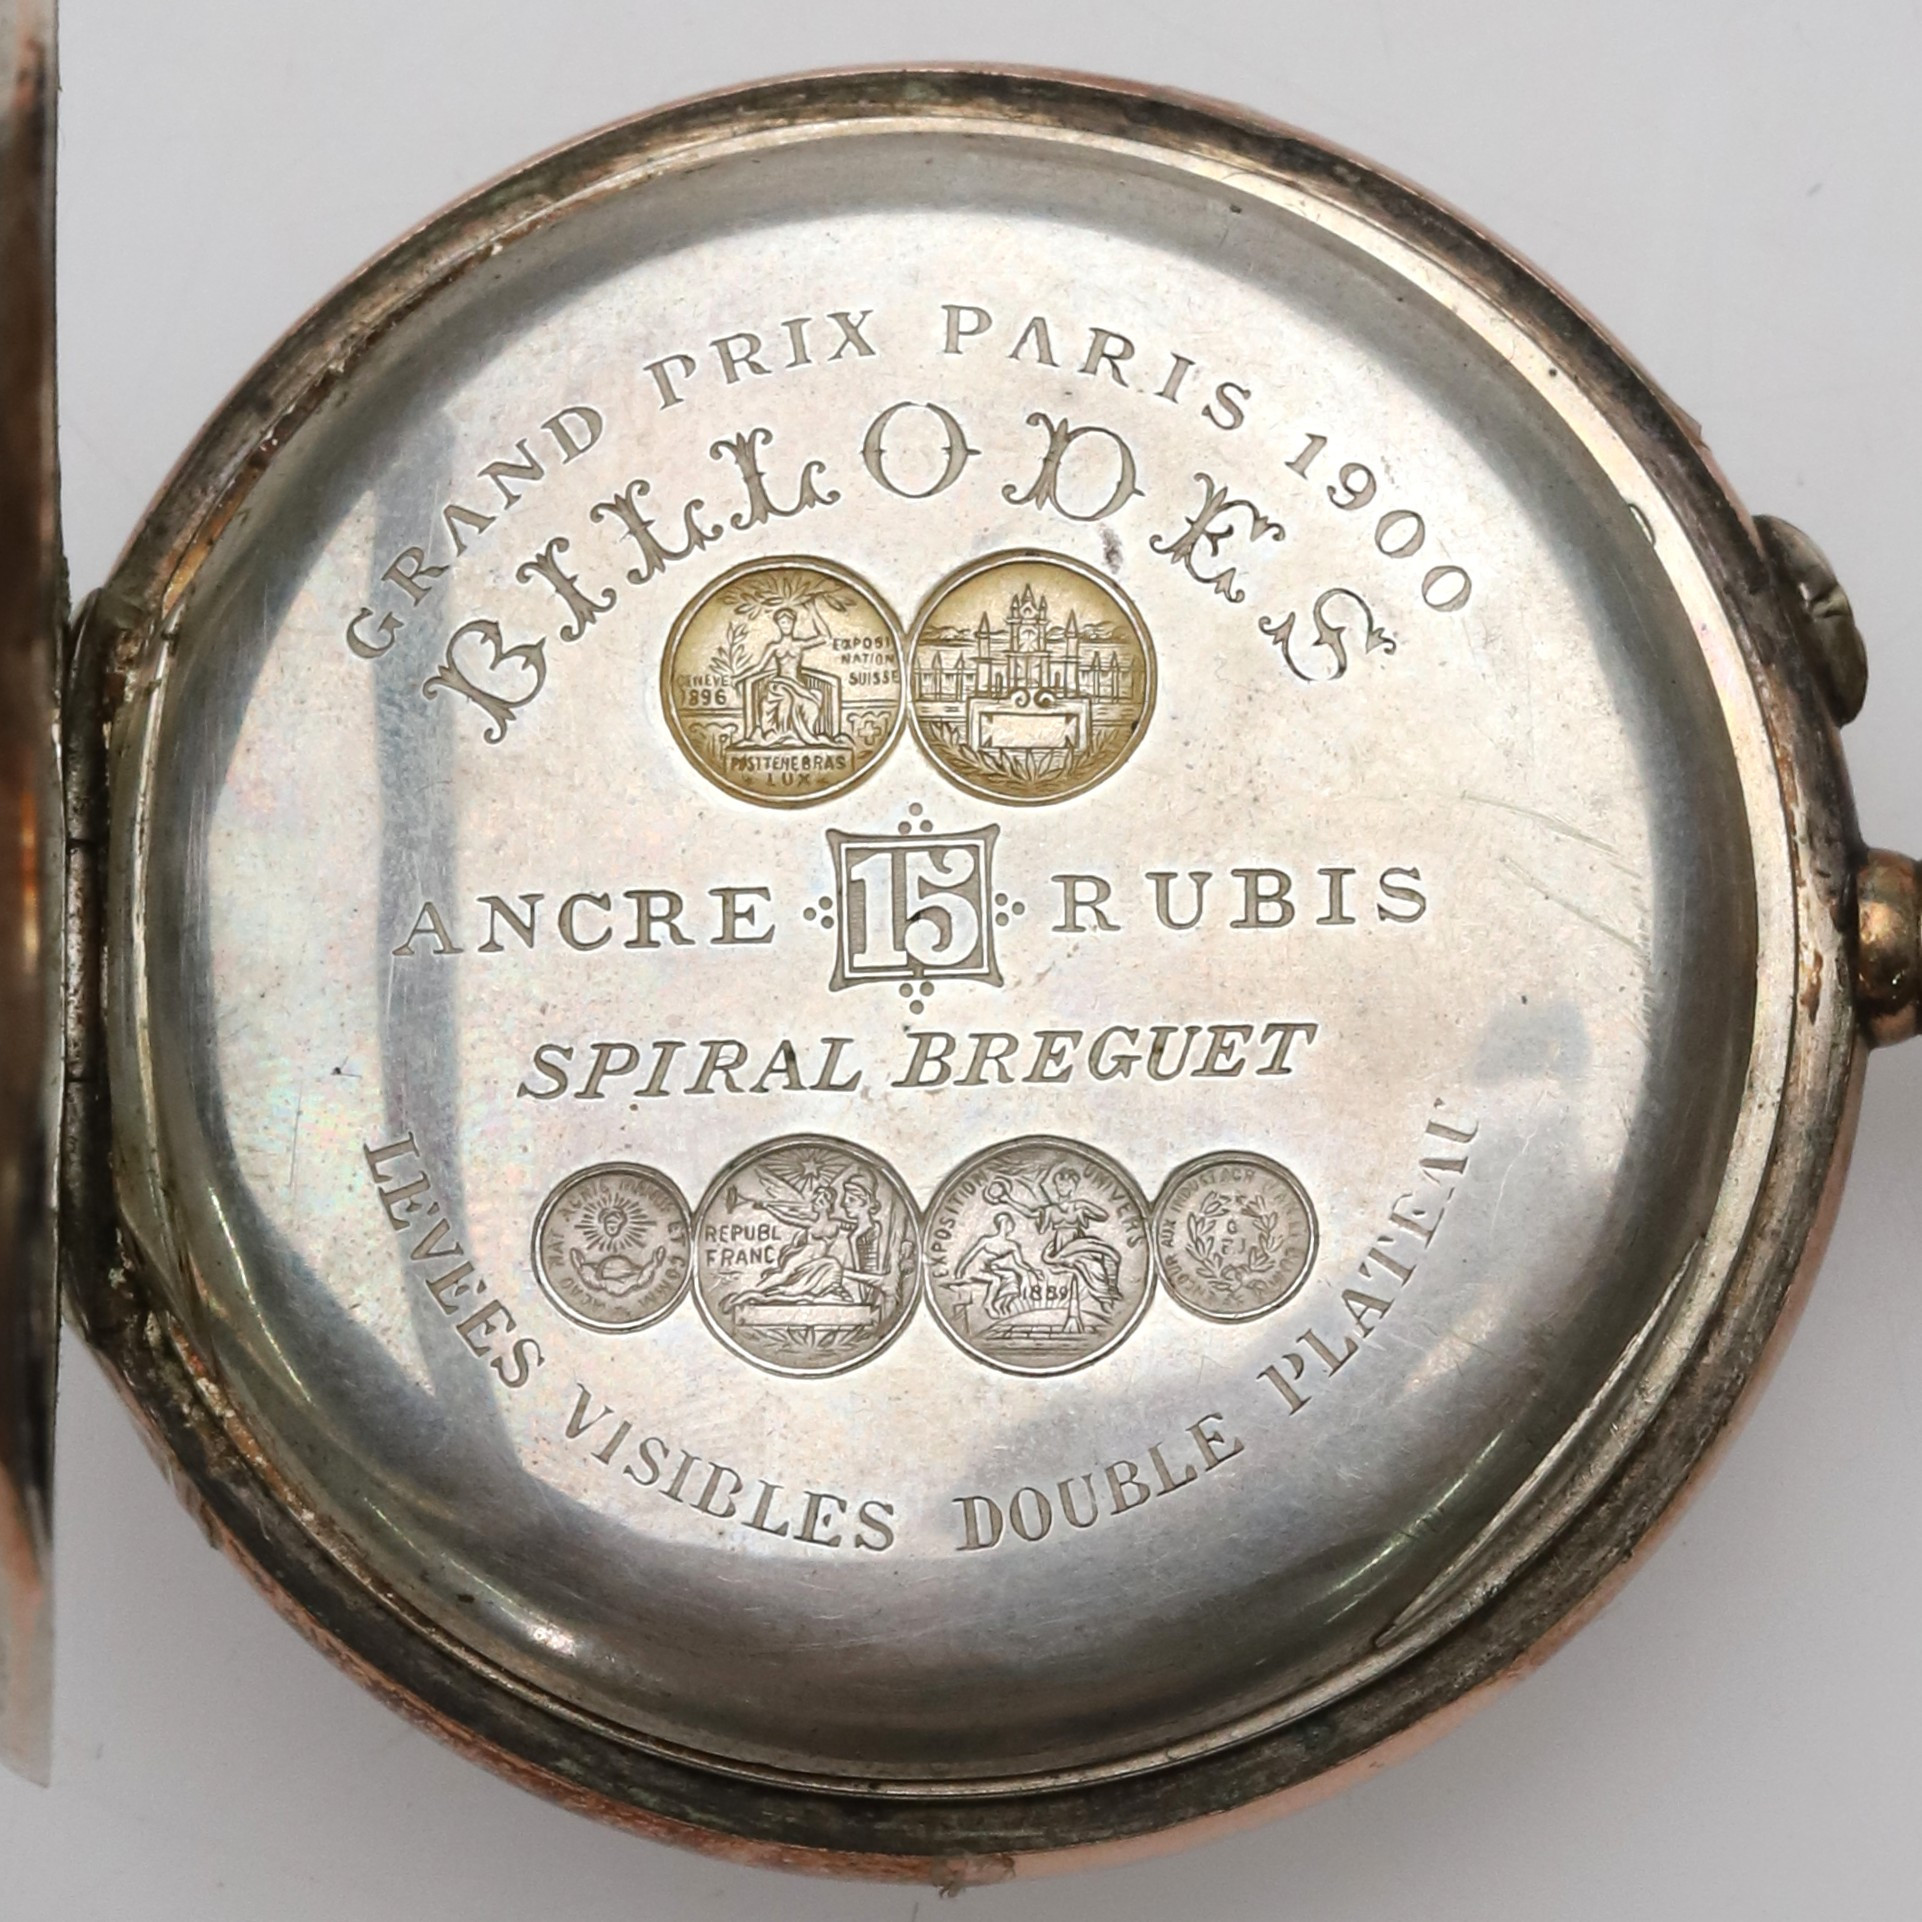 GRAND PRIX PARIS 1900
BILLODES
GENEVE
1896
EXPOSI
NATION
SUISSE
POST TENEBRAS
LUX
ANCRE 15 RUBIS
SPIRAL BREGUET
REPUBL
FRANC
EXPOSITION UNIVERS
1889
LEVEES VISIBLES DOUBLE PLATEAU